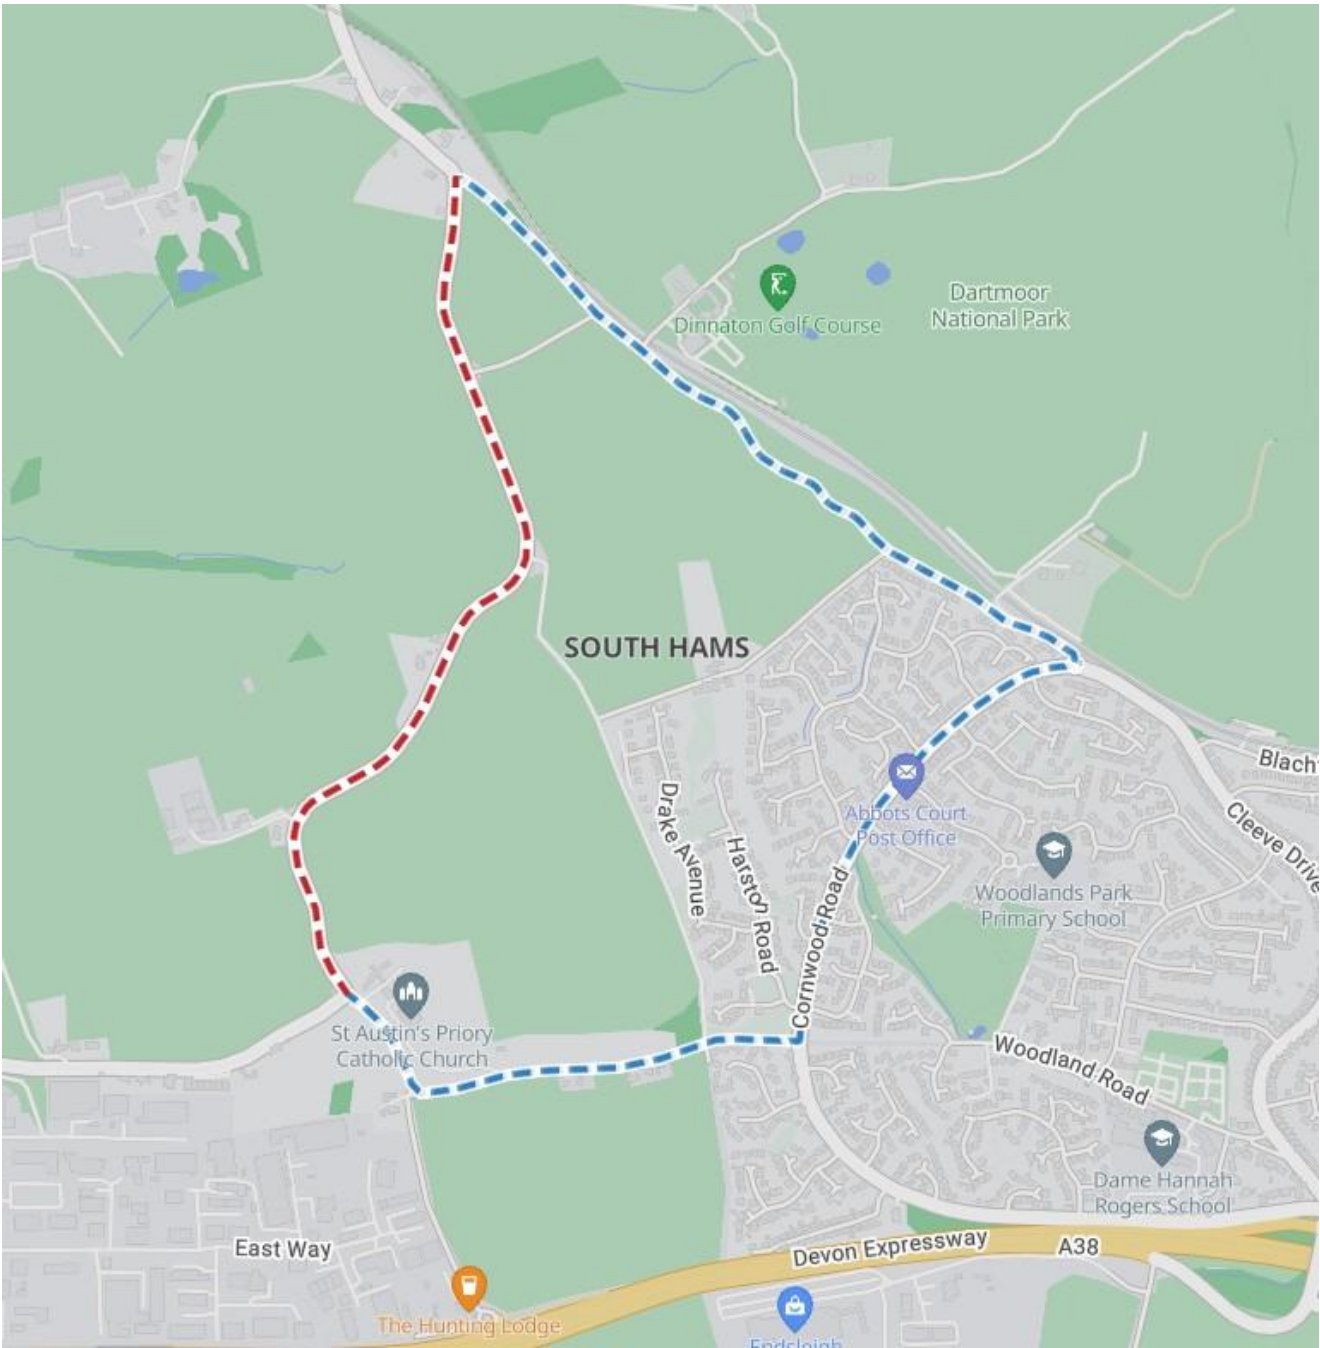 Dinnaton Golf Course
Dartmoor
National Park
SOUTH HAMS
Blach
Cleeve Drive
Abbots Court
Post Office
Drake Avenue
Harston Road
Woodlands Park
Primary School
Cornwood Road
St Austin's Priory
Catholic Church
Woodland Road
Dame Hannah
Rogers School
East Way
Devon Expressway
A38
The Hunting Lodge
Endsleigh